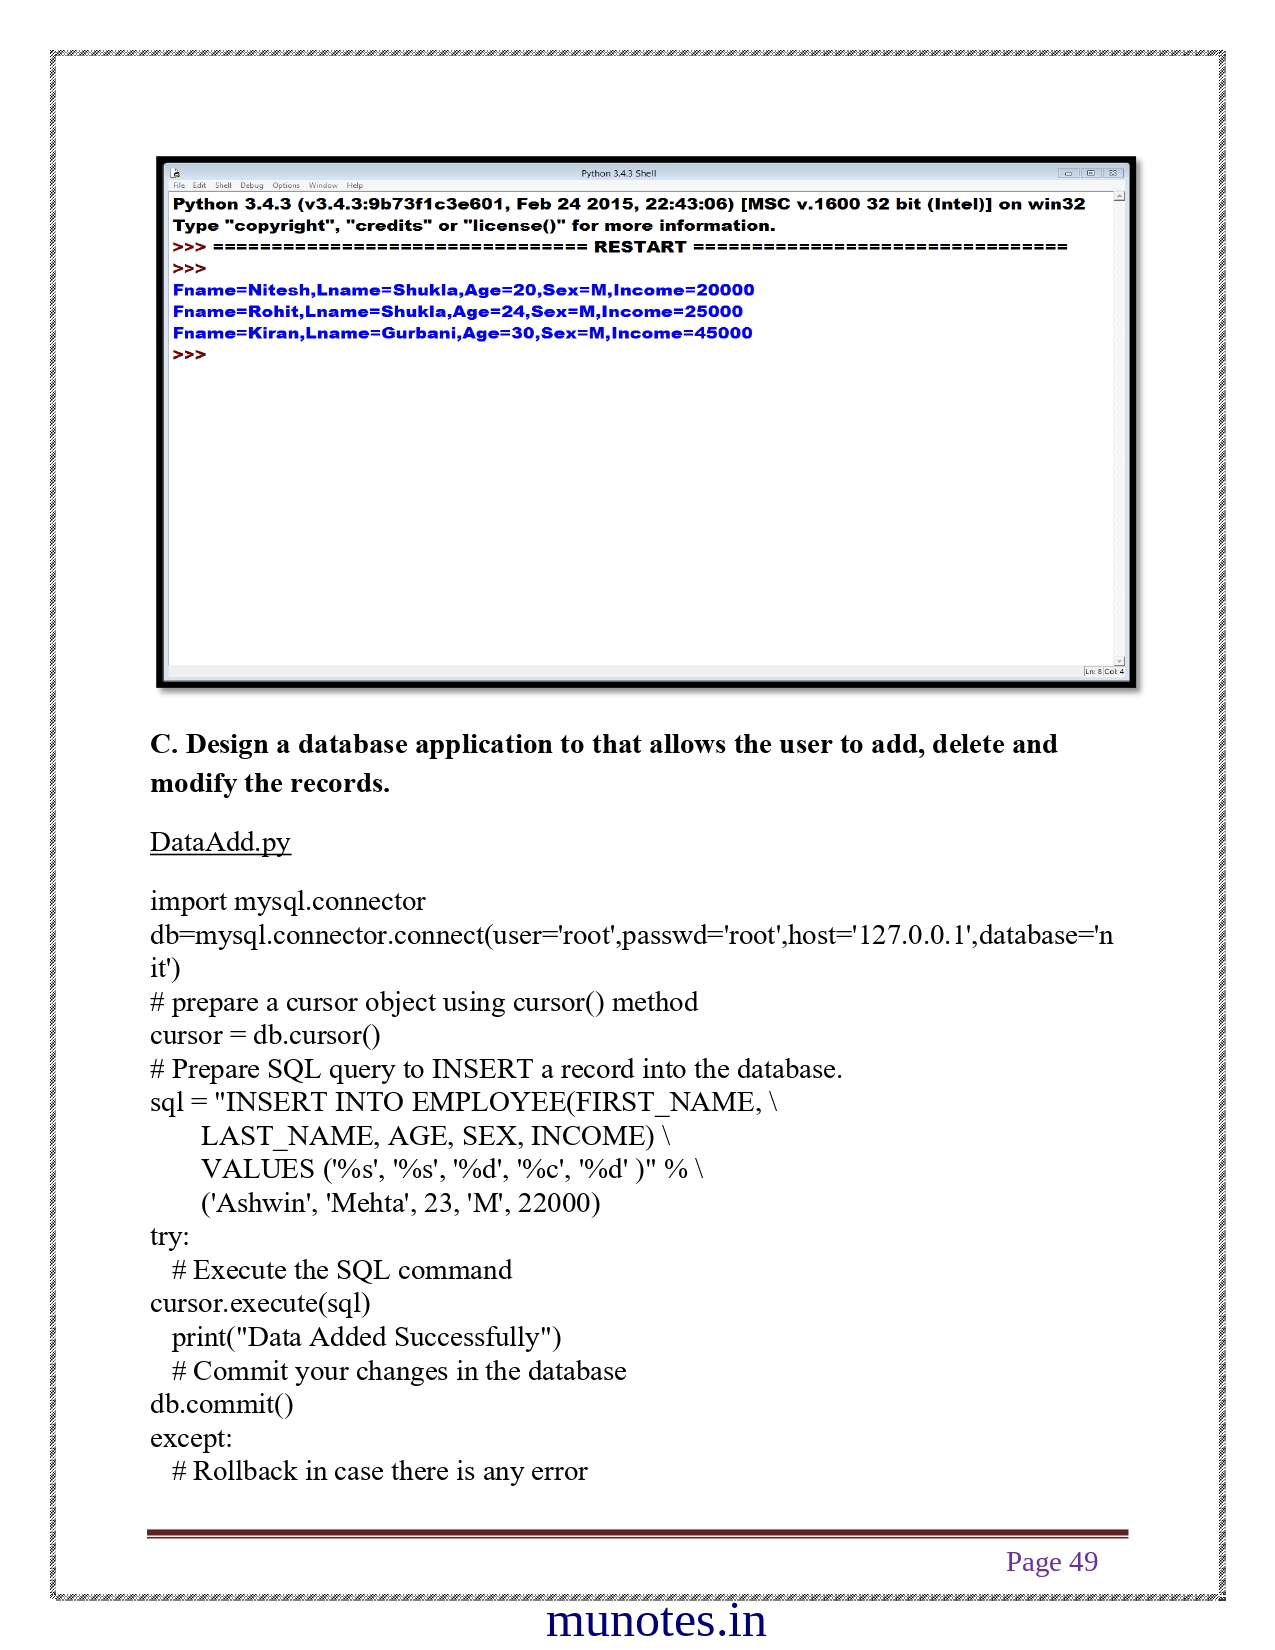 Python 3.4.3 Shell
File Edit Shell Debug Options Window Help
Python 3.4.3 (v3.4.3:9b73f1c3e601, Feb 24 2015, 22:43:06) [MSC v.1600 32 bit (Intel)] on win32
Type "copyright", "credits" or "license()" for more information.
>>> ================================ RESTART ================================
>>>
Fname=Nitesh,Lname=Shukla,Age=20,Sex=M,Income=20000
Fname=Rohit,Lname=Shukla,Age=24,Sex=M,Income=25000
Fname=Kiran,Lname=Gurbani,Age=30,Sex=M,Income=45000
>>>
Ln: 8 Col: 4
C. Design a database application to that allows the user to add, delete and
modify the records.
DataAdd.py
import mysql.connector
db=mysql.connector.connect(user='root',passwd='root',host='127.0.0.1',database='n
it')
# prepare a cursor object using cursor() method
cursor = db.cursor()
# Prepare SQL query to INSERT a record into the database.
sql = "INSERT INTO EMPLOYEE(FIRST_NAME, \
LAST_NAME, AGE, SEX, INCOME) \
VALUES ('%s', '%s', '%d', '%c', '%d' )" % \
('Ashwin', 'Mehta', 23, 'M', 22000)
try:
# Execute the SQL command
cursor.execute(sql)
print("Data Added Successfully")
# Commit your changes in the database
db.commit()
except:
# Rollback in case there is any error
Page 49
munotes.in